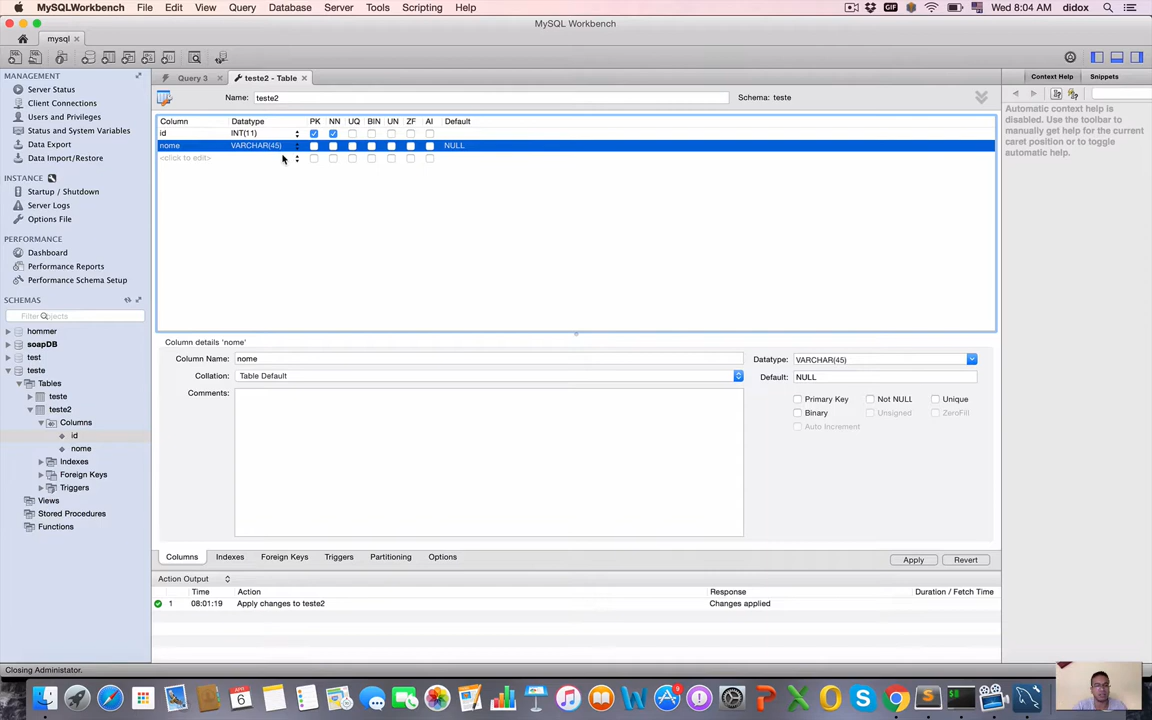 MySQLWorkbench File Edit View Query Database Server Tools Scripting Help GIF Wed 8:04 AM didox
MySQL Workbench
mysql
MANAGEMENT
Server Status
Client Connections
Users and Privileges
Status and System Variables
Data Export
Data Import/Restore
INSTANCE
Startup / Shutdown
Server Logs
Options File
PERFORMANCE
Dashboard
Performance Reports
Performance Schema Setup
SCHEMAS
Filter objects
hommer
soapDB
test
teste
Tables
teste
teste2
Columns
id
nome
Indexes
Foreign Keys
Triggers
Views
Stored Procedures
Functions
Query 3 teste2 - Table
Name: teste2 Schema: teste
Column Datatype PK NN UQ BIN UN ZF AI Default
id INT(11)
nome VARCHAR(45) NULL
<click to edit>
Column details 'nome'
Column Name: nome
Collation: Table Default
Comments:
Datatype: VARCHAR(45)
Default: NULL
Primary Key Not NULL Unique
Binary Unsigned ZeroFill
Auto Increment
Columns Indexes Foreign Keys Triggers Partitioning Options Apply Revert
Action Output
Time Action Response Duration / Fetch Time
1 08:01:19 Apply changes to teste2 Changes applied
Context Help Snippets
Automatic context help is
disabled. Use the toolbar to
manually get help for the
current caret position or to
toggle automatic help.
Closing Administator.